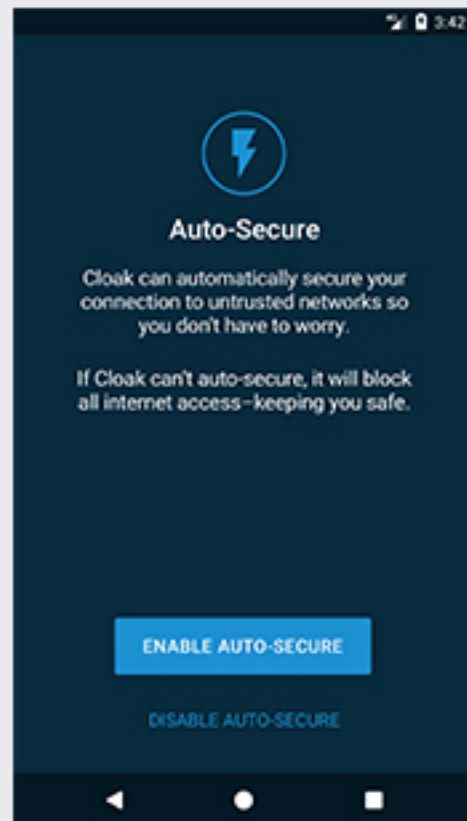 3:42
Auto-Secure
Cloak can automatically secure your
connection to untrusted networks so
you don't have to worry.
If Cloak can't auto-secure, it will block
all internet access–keeping you safe.
ENABLE AUTO-SECURE
DISABLE AUTO-SECURE